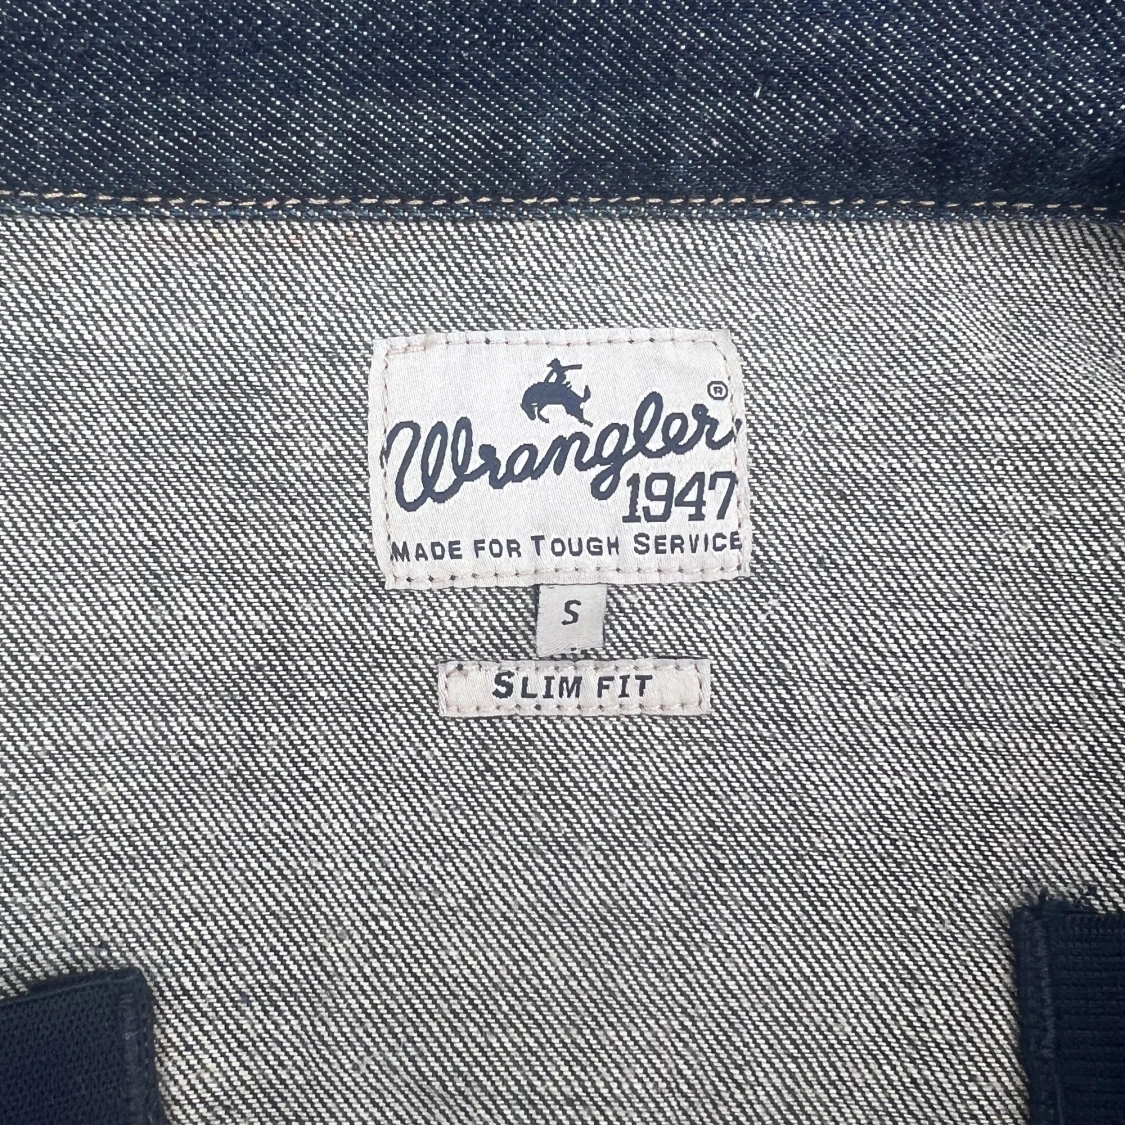 Wrangler®
1947
MADE FOR TOUGH SERVICE
S
SLIM FIT